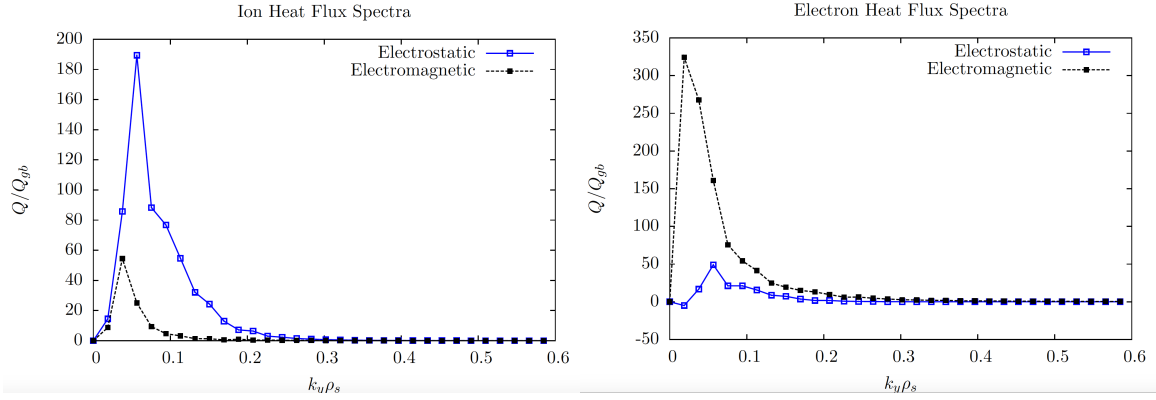 Ion Heat Flux Spectra
200
180
160
140
120
100
80
60
40
20
0
Q/Q_gb
Electrostatic
Electromagnetic
0 0.1 0.2 0.3 0.4 0.5 0.6
k_yρ_s
Electron Heat Flux Spectra
350
300
250
200
150
100
50
0
-50
Q/Q_gb
Electrostatic
Electromagnetic
0 0.1 0.2 0.3 0.4 0.5 0.6
k_yρ_s